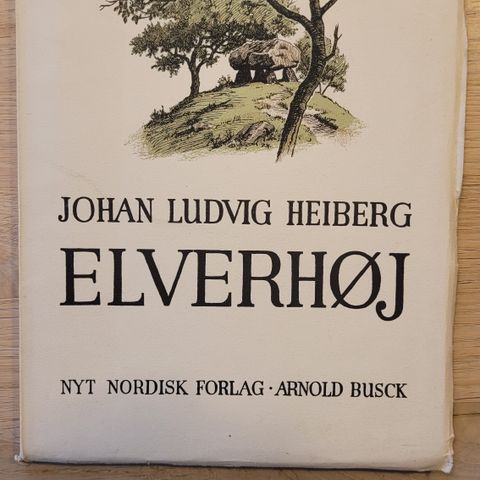 JOHAN LUDVIG HEIBERG
ELVERHØJ
NYT NORDISK FORLAG · ARNOLD BUSCK